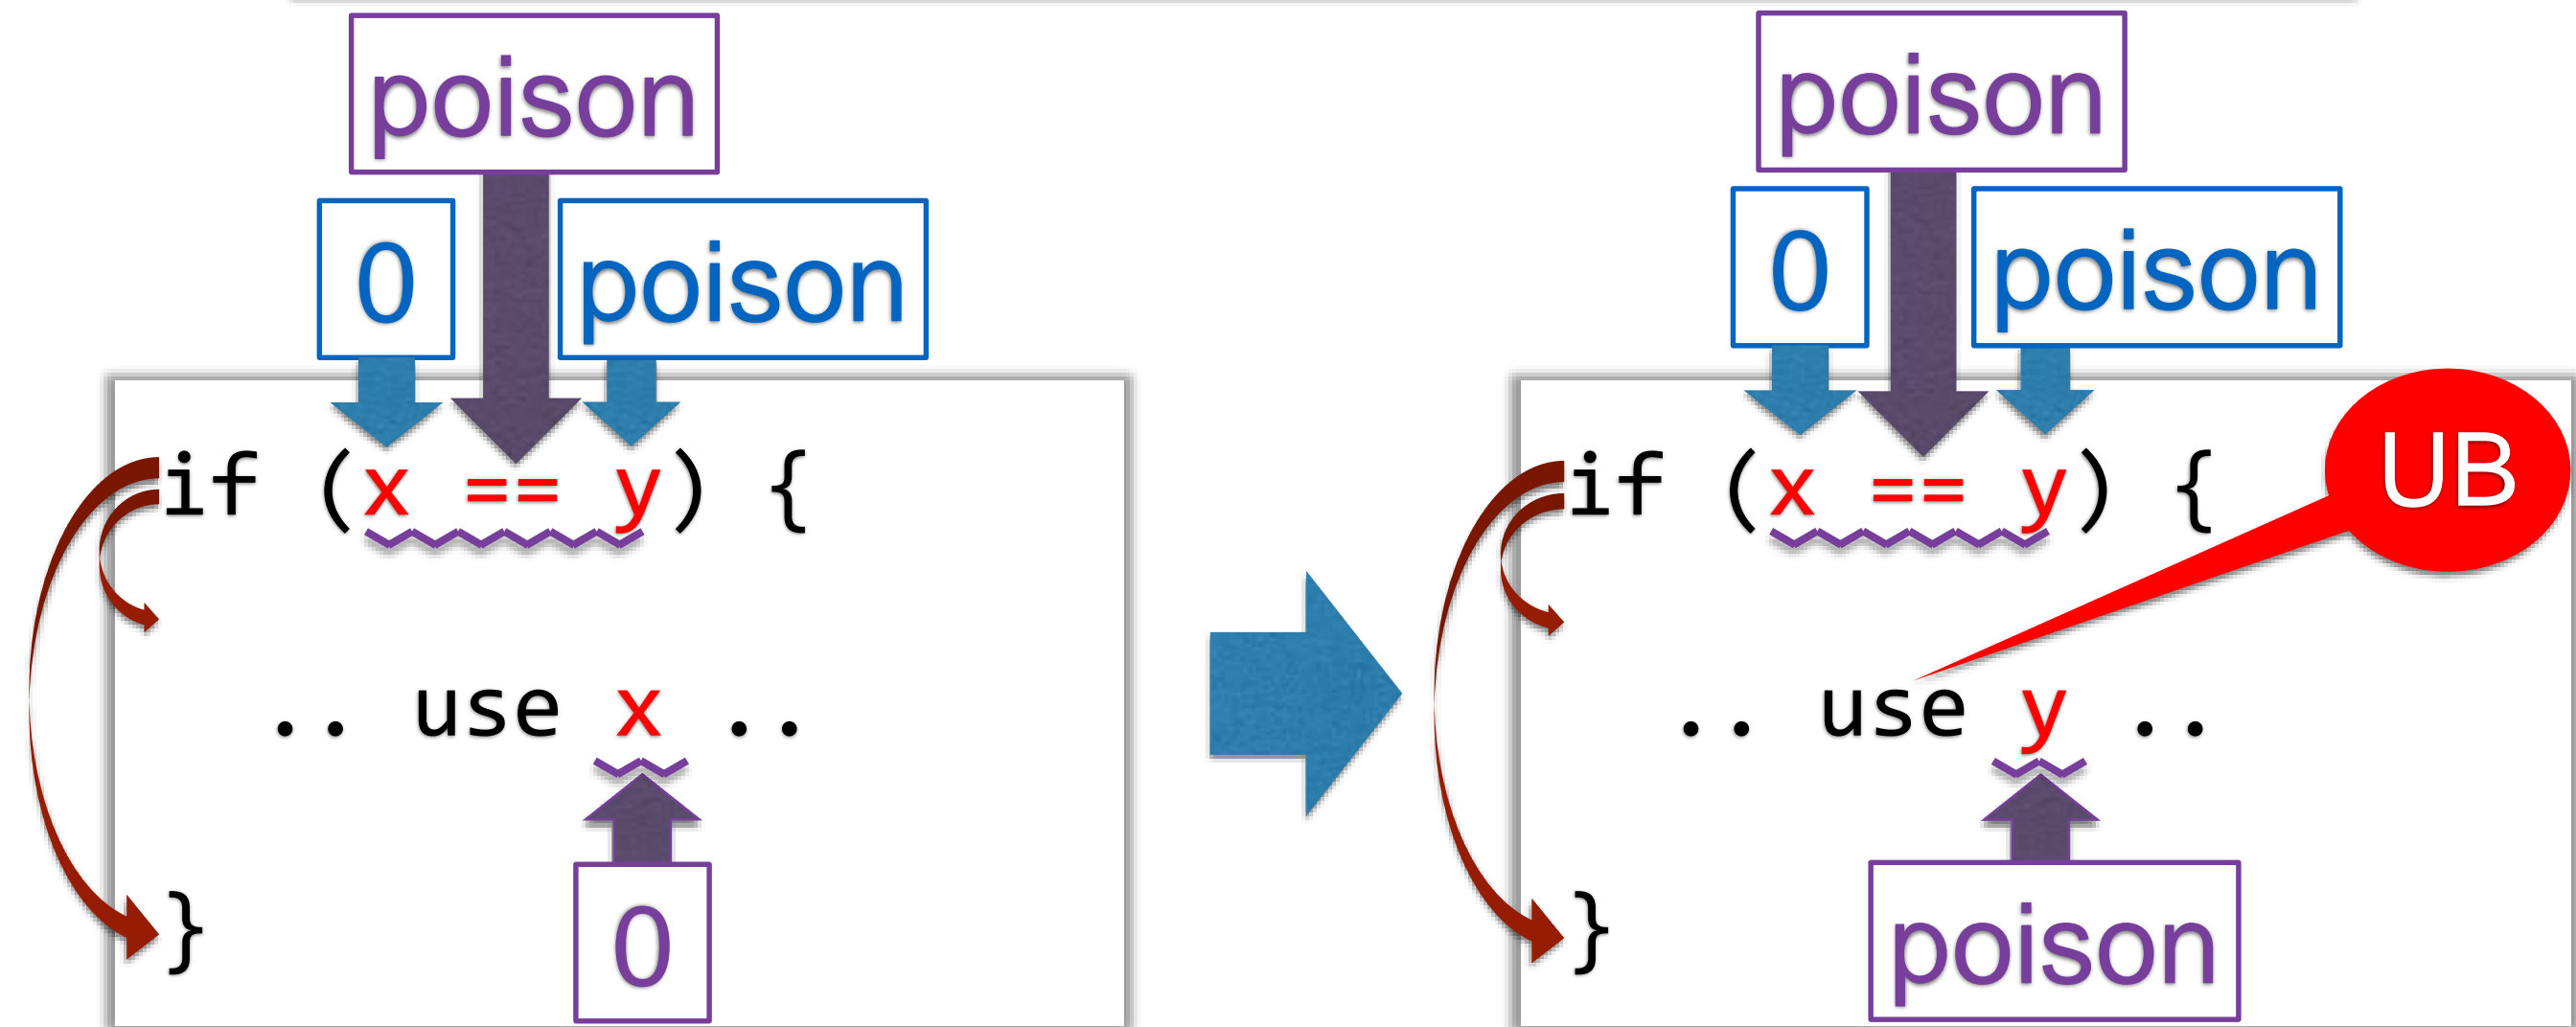 poison
0
poison
if (x == y) {
.. use x ..
}
0
poison
0
poison
UB
if (x == y) {
.. use y ..
}
poison